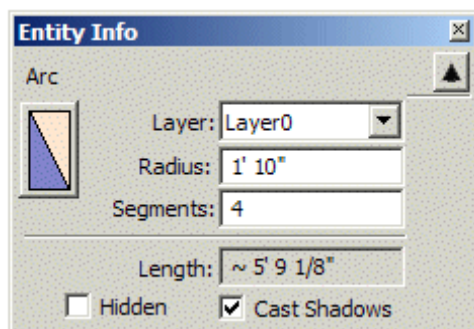 Entity Info
Arc
Layer: Layer0
Radius: 1' 10"
Segments: 4
Length: ~ 5' 9 1/8"
Hidden Cast Shadows